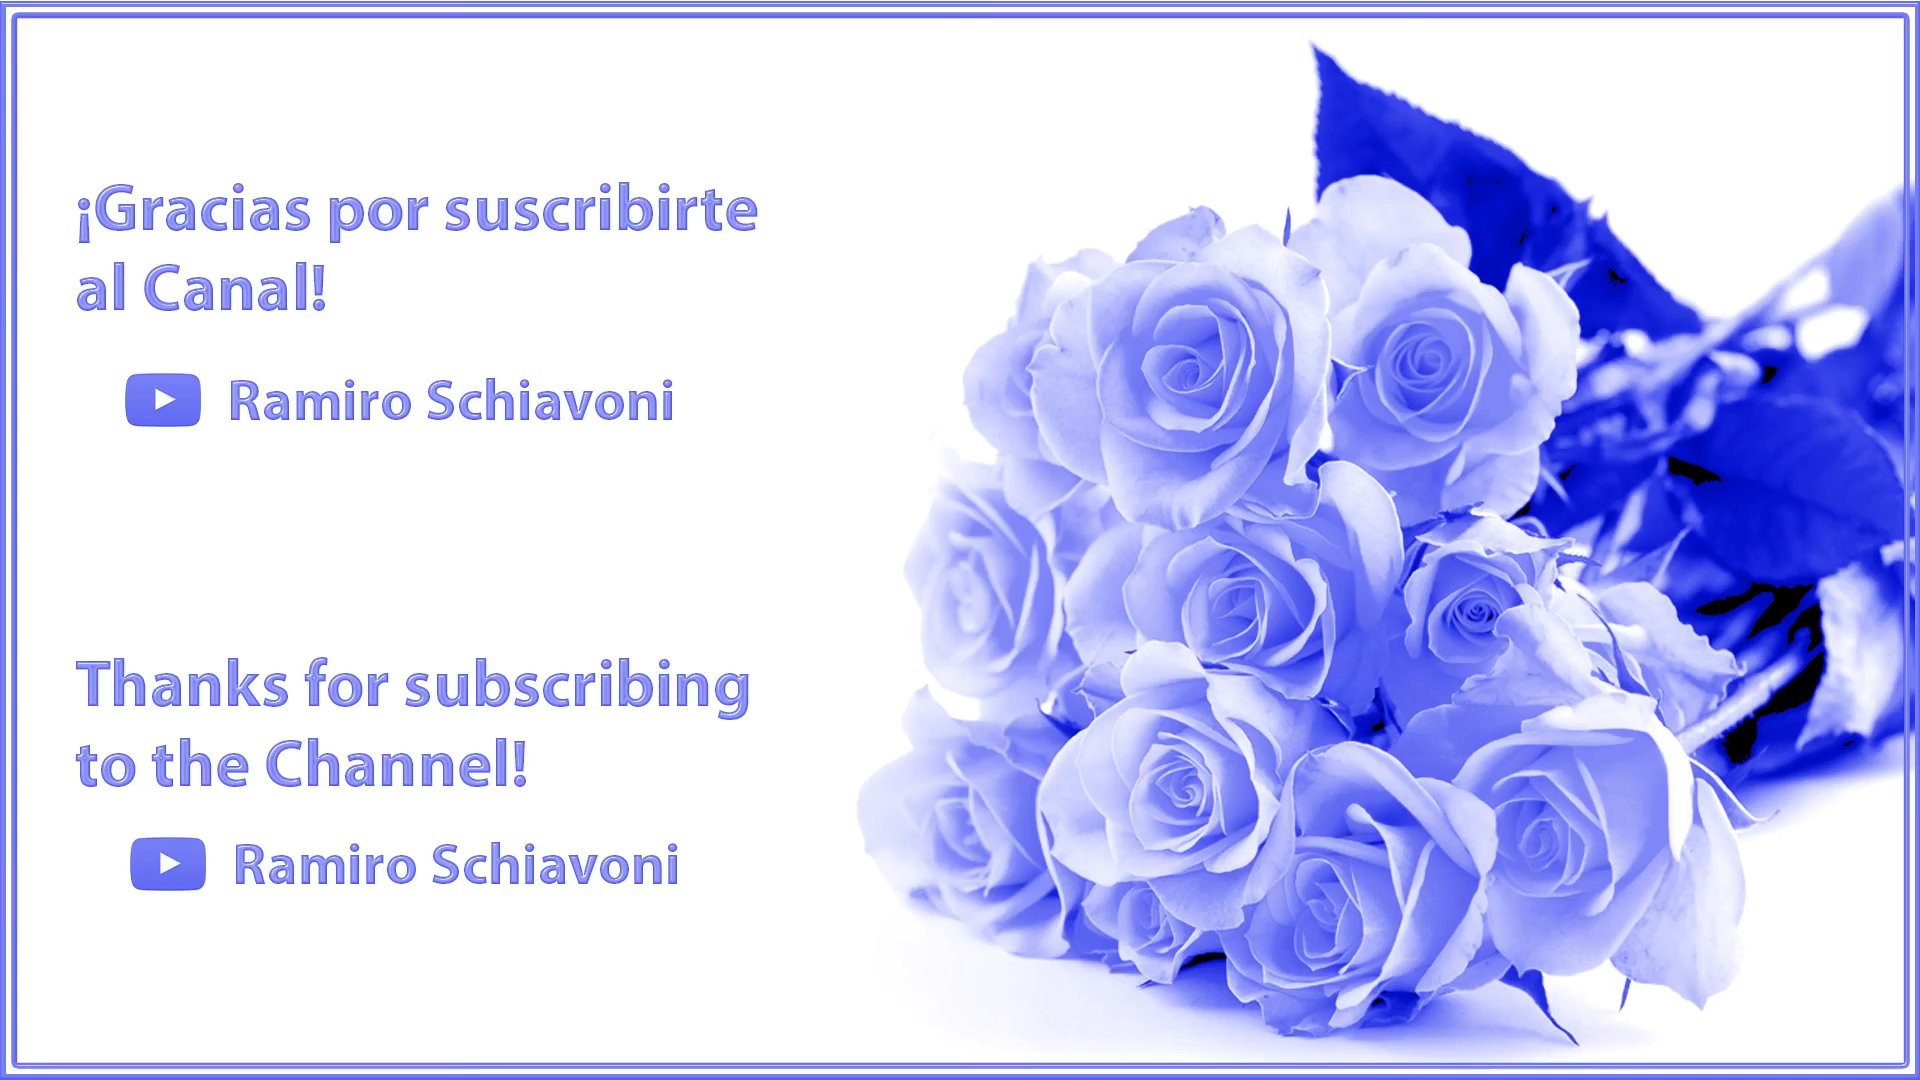 ¡Gracias por suscribirte
al Canal!
Ramiro Schiavoni
Thanks for subscribing
to the Channel!
Ramiro Schiavoni